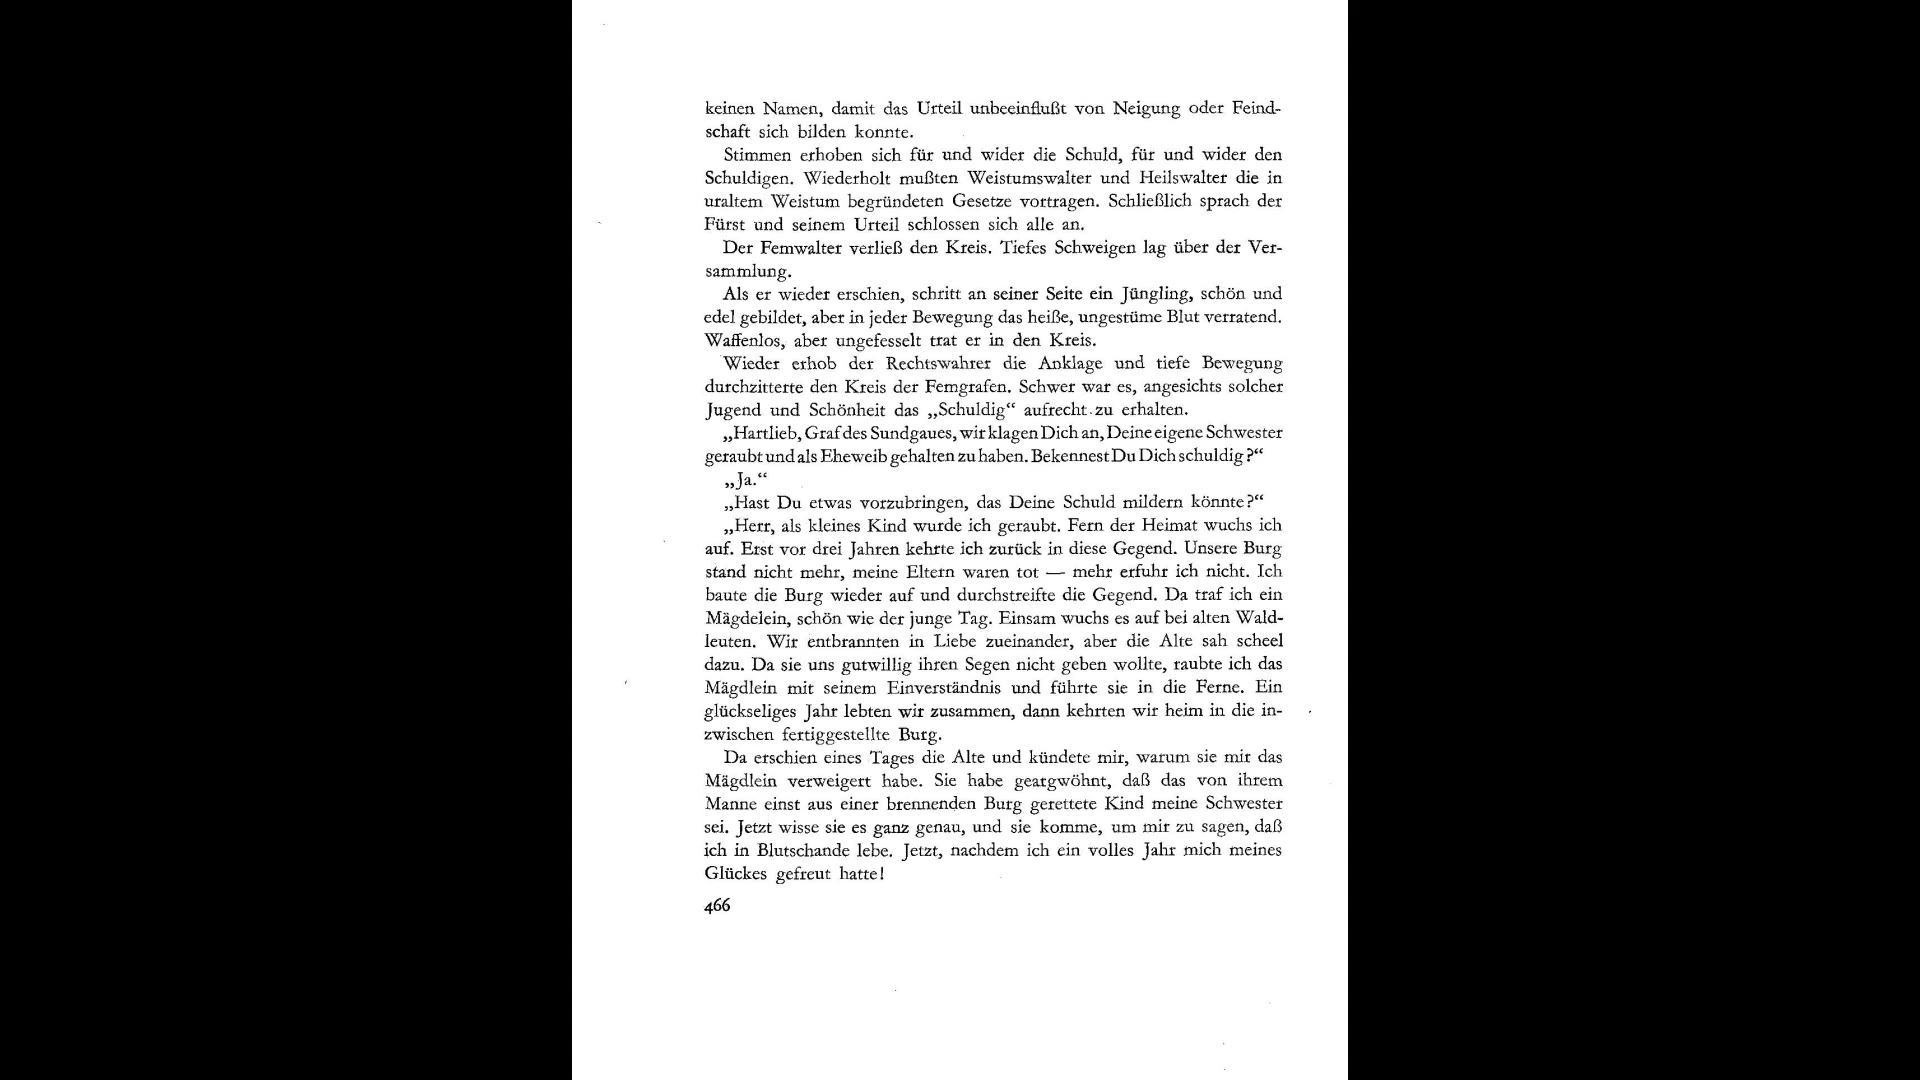 keinen Namen, damit das Urteil unbeeinflußt von Neigung oder Feind-
schaft sich bilden konnte.
Stimmen erhoben sich für und wider die Schuld, für und wider den
Schuldigen. Wiederholt mußten Weistumswalter und Heilswalter die in
uraltem Weistum begründeten Gesetze vortragen. Schließlich sprach der
Fürst und seinem Urteil schlossen sich alle an.
Der Femwalter verließ den Kreis. Tiefes Schweigen lag über der Ver-
sammlung.
Als er wieder erschien, schritt an seiner Seite ein Jüngling, schön und
edel gebildet, aber in jeder Bewegung das heiße, ungestüme Blut verratend.
Waffenlos, aber ungefesselt trat er in den Kreis.
Wieder erhob der Rechtswahrer die Anklage und tiefe Bewegung
durchzitterte den Kreis der Femgrafen. Schwer war es, angesichts solcher
Jugend und Schönheit das „Schuldig“ aufrecht zu erhalten.
„Hartlieb, Graf des Sundgaues, wir klagen Dich an, Deine eigene Schwester
geraubt und als Eheweib gehalten zu haben. Bekennest Du Dich schuldig?“
„Ja.“
„Hast Du etwas vorzubringen, das Deine Schuld mildern könnte?“
„Herr, als kleines Kind wurde ich geraubt. Fern der Heimat wuchs ich
auf. Erst vor drei Jahren kehrte ich zurück in diese Gegend. Unsere Burg
stand nicht mehr, meine Eltern waren tot — mehr erfuhr ich nicht. Ich
baute die Burg wieder auf und durchstreifte die Gegend. Da traf ich ein
Mägdelein, schön wie der junge Tag. Einsam wuchs es auf bei alten Wald-
leuten. Wir entbrannten in Liebe zueinander, aber die Alte sah scheel
dazu. Da sie uns gutwillig ihren Segen nicht geben wollte, raubte ich das
Mägdlein mit seinem Einverständnis und führte sie in die Ferne. Ein
glückseliges Jahr lebten wir zusammen, dann kehrten wir heim in die in-
zwischen fertiggestellte Burg.
Da erschien eines Tages die Alte und kündete mir, warum sie mir das
Mägdlein verweigert habe. Sie habe geargwöhnt, daß das von ihrem
Manne einst aus einer brennenden Burg gerettete Kind meine Schwester
sei. Jetzt wisse sie es ganz genau, und sie komme, um mir zu sagen, daß
ich in Blutschande lebe. Jetzt, nachdem ich ein volles Jahr mich meines
Glückes gefreut hatte!
466